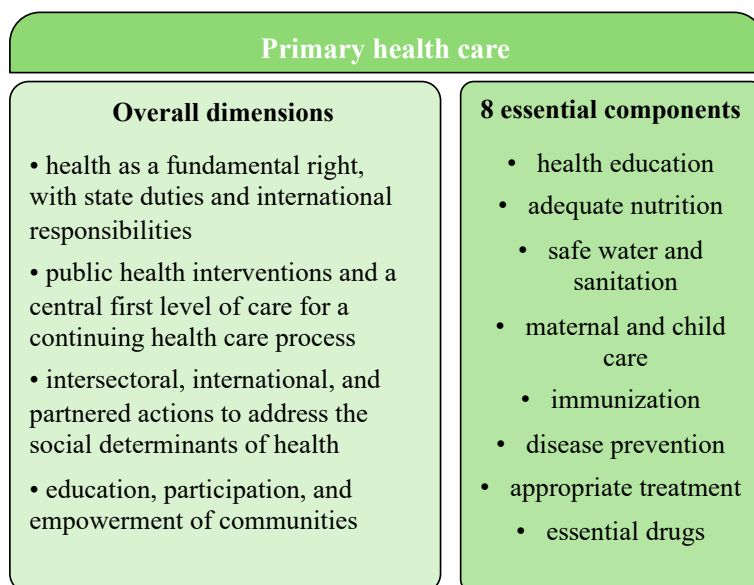 Primary health care
Overall dimensions
• health as a fundamental right,
with state duties and international
responsibilities
• public health interventions and a
central first level of care for a
continuing health care process
• intersectoral, international, and
partnered actions to address the
social determinants of health
• education, participation, and
empowerment of communities
8 essential components
• health education
• adequate nutrition
• safe water and
sanitation
• maternal and child
care
• immunization
• disease prevention
• appropriate treatment
• essential drugs